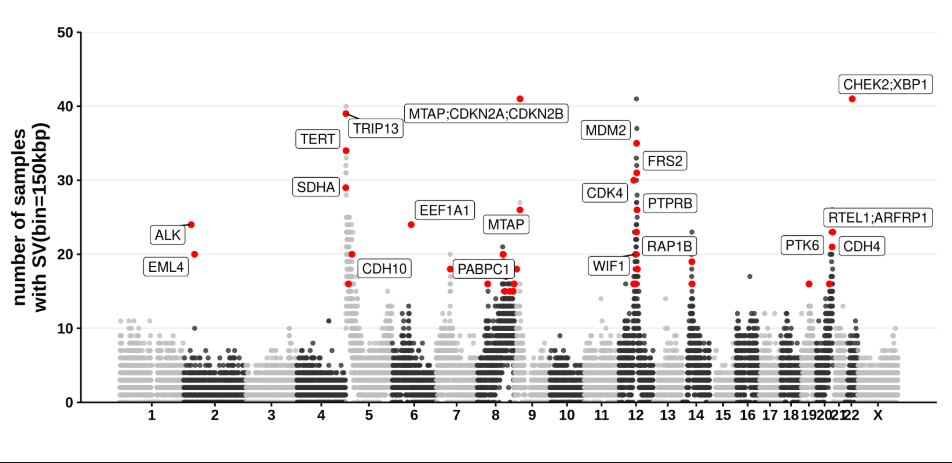 50
CHEK2;XBP1
40
MTAP;CDKN2A;CDKN2B
TRIP13
MDM2
TERT
FRS2
30
SDHA
CDK4
PTPRB
EEF1A1
RTEL1;ARFRP1
MTAP
ALK
RAP1B
PTK6
CDH4
20
EML4
CDH10
PABPC1
WIF1
10
0
number of samples
with SV(bin=150kbp)
1 2 3 4 5 6 7 8 9 10 11 12 13 14 15 16 17 18 19 20 21 22 X